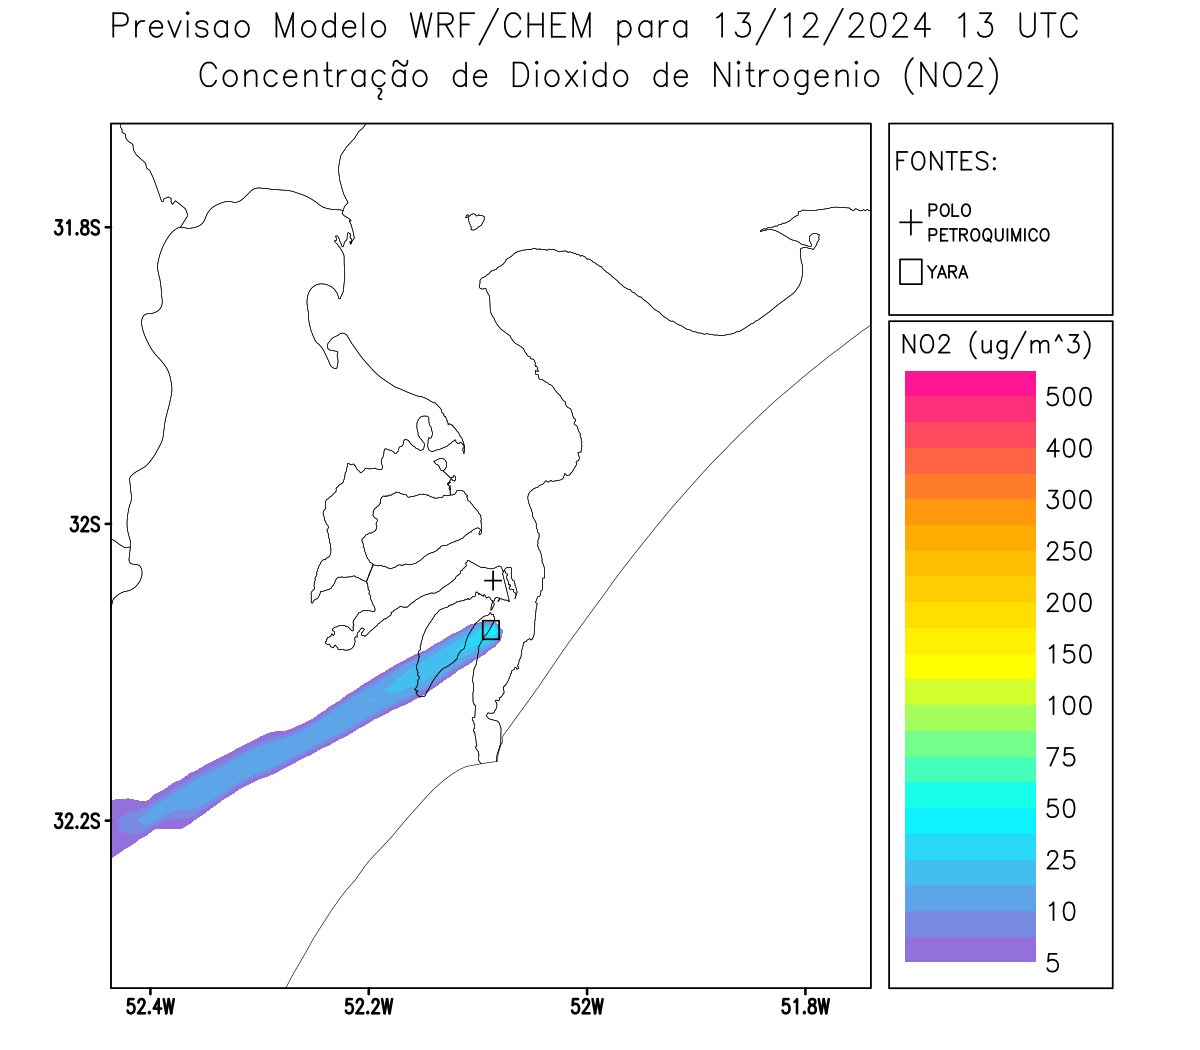 Previsao Modelo WRF/CHEM para 13/12/2024 13 UTC
Concentração de Dioxido de Nitrogenio (NO2)
FONTES:
POLO
PETROQUIMICO
YARA
NO2 (ug/m^3)
500
400
300
250
200
150
100
75
50
25
10
5
31.8S
32S
32.2S
52.4W
52.2W
52W
51.8W